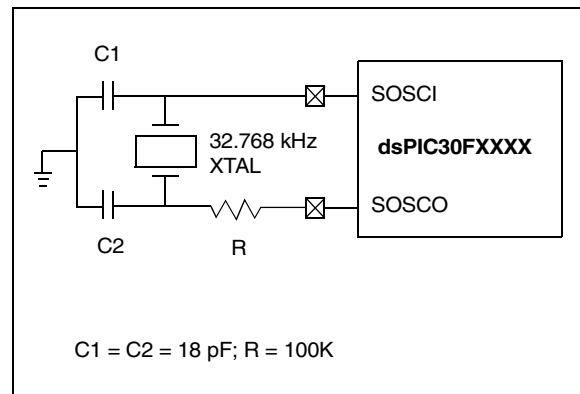 C1
SOSCI
32.768 kHz
XTAL
dsPIC30FXXXX
SOSCO
C2
R
C1 = C2 = 18 pF; R = 100K